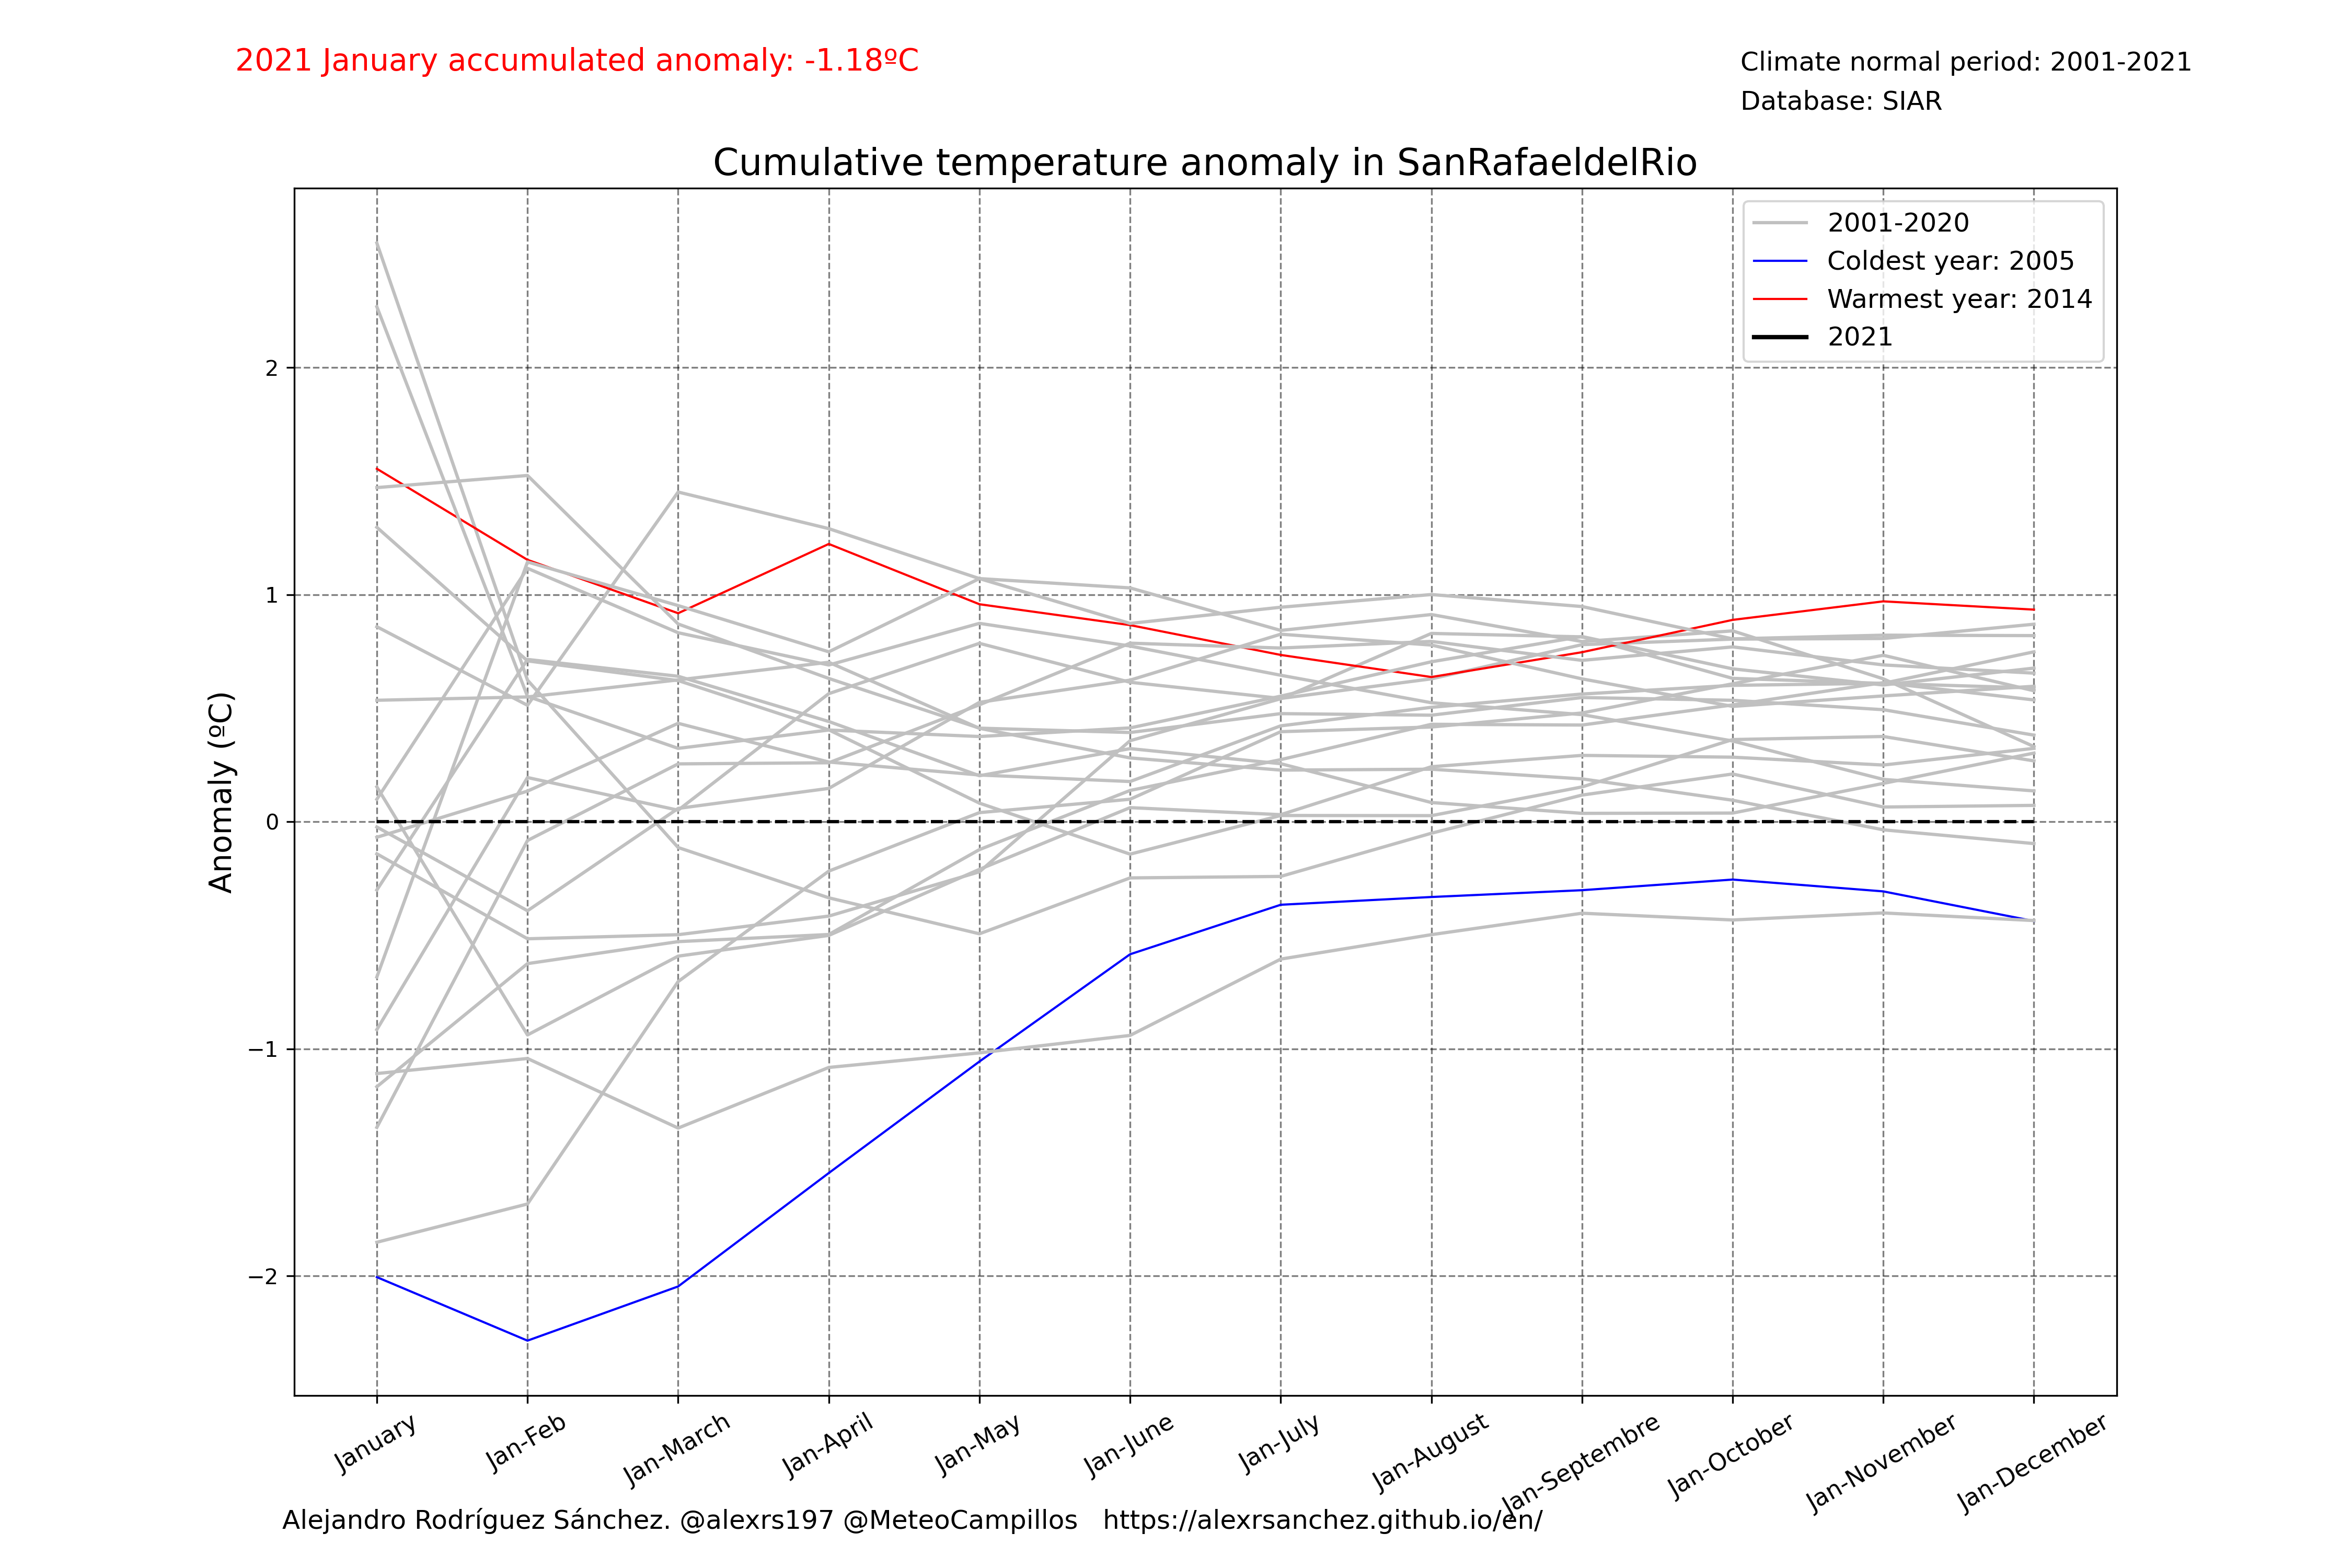 2021 January accumulated anomaly: -1.18ºC
Climate normal period: 2001-2021
Database: SIAR
Cumulative temperature anomaly in SanRafaeldelRio
2001-2020
Coldest year: 2005
Warmest year: 2014
2021
Anomaly (ºC)
2
1
0
−1
−2
January
Jan-Feb
Jan-March
Jan-April
Jan-May
Jan-June
Jan-July
Jan-August
Jan-Septembre
Jan-October
Jan-November
Jan-December
Alejandro Rodríguez Sánchez. @alexrs197 @MeteoCampillos https://alexrsanchez.github.io/en/